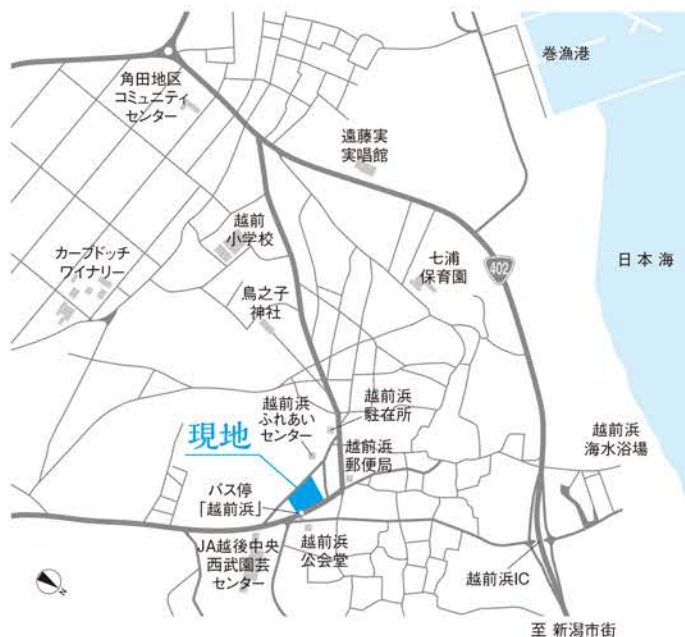 巻漁港
角田地区
コミュニティ
センター
遠藤実
実唱館
越前
小学校
カーブドッチ
ワイナリー
七浦
保育園
402
日本海
鳥之子
神社
越前浜
ふれあい
センター
越前浜
駐在所
現地
越前浜
郵便局
越前浜
海水浴場
バス停
「越前浜」
JA越後中央
西武園芸
センター
越前浜
公会堂
越前浜IC
N
至 新潟市街